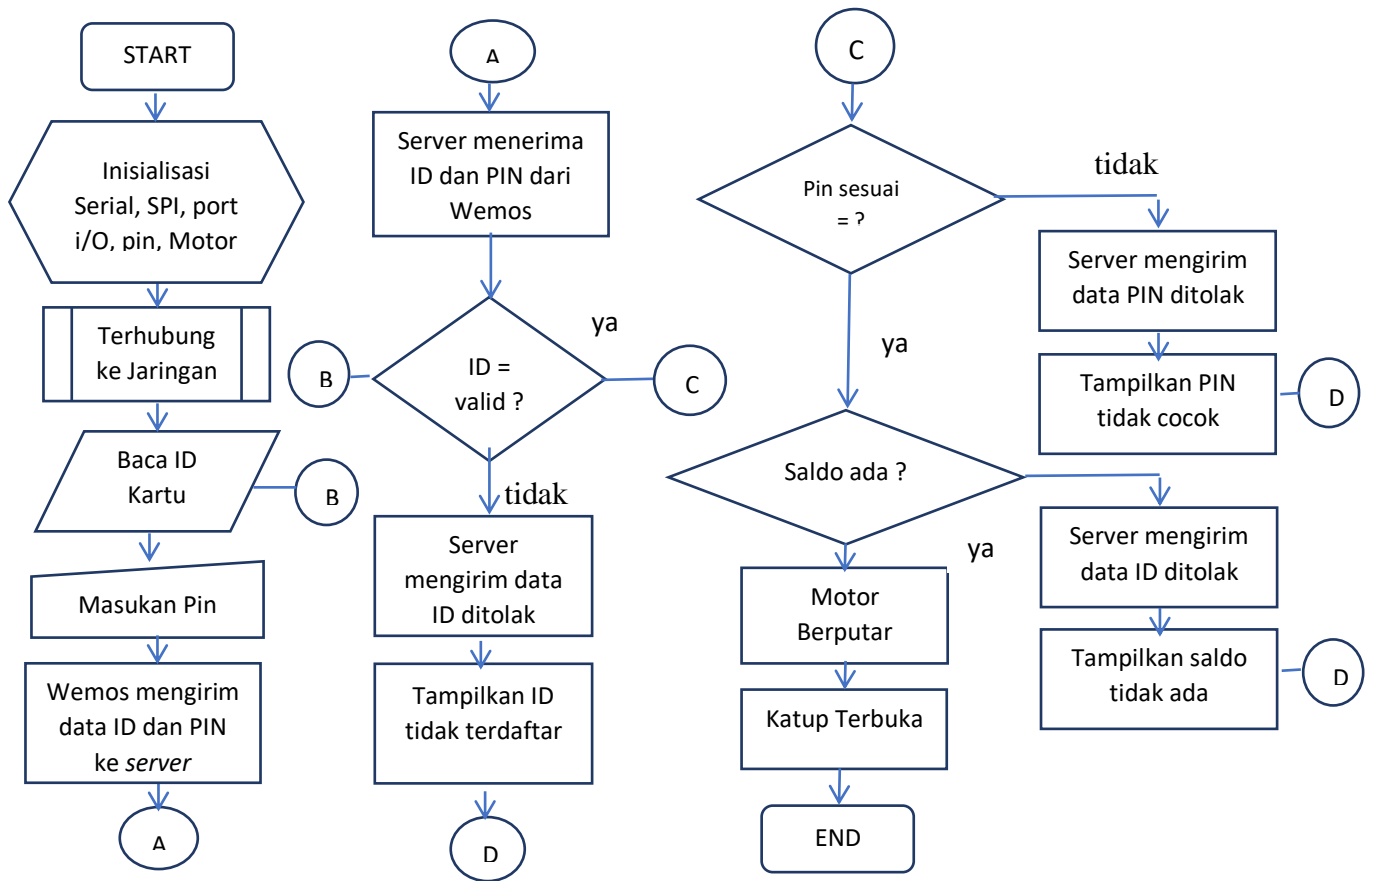 START
Inisialisasi
Serial, SPI, port
i/O, pin, Motor
Terhubung
ke Jaringan
Baca ID
Kartu
B
Masukan Pin
Wemos mengirim
data ID dan PIN
ke server
A
A
Server menerima
ID dan PIN dari
Wemos
B
ID =
valid ?
ya
C
tidak
Server
mengirim data
ID ditolak
Tampilkan ID
tidak terdaftar
D
C
Pin sesuai
= ?
tidak
Server mengirim
data PIN ditolak
Tampilkan PIN
tidak cocok
D
ya
Saldo ada ?
Server mengirim
data ID ditolak
Tampilkan saldo
tidak ada
D
ya
Motor
Berputar
Katup Terbuka
END